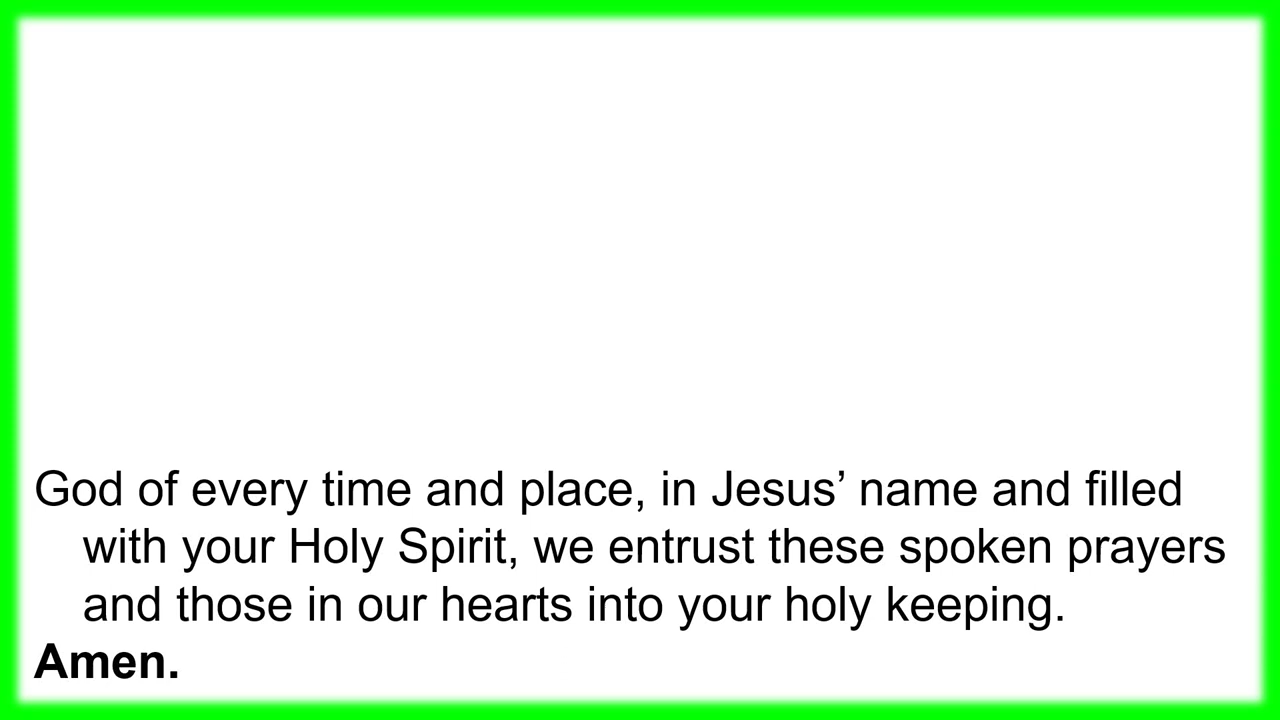 God of every time and place, in Jesus’ name and filled
with your Holy Spirit, we entrust these spoken prayers
and those in our hearts into your holy keeping.
Amen.